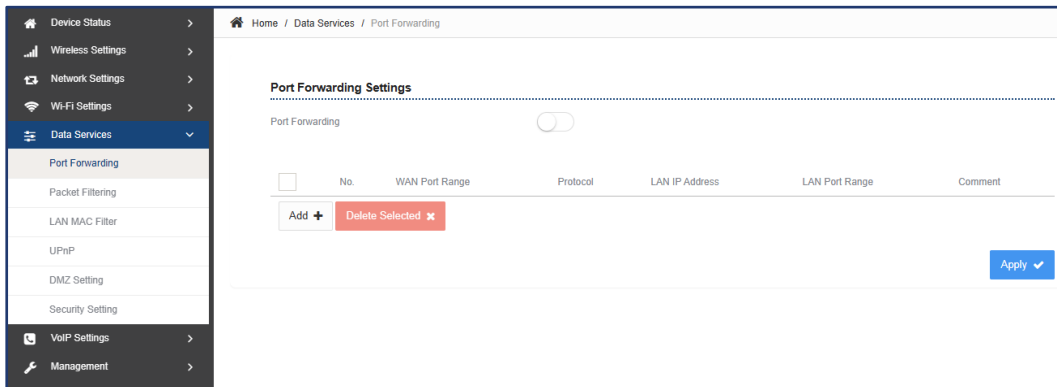 Device Status
Wireless Settings
Network Settings
Wi-Fi Settings
Data Services
Port Forwarding
Packet Filtering
LAN MAC Filter
UPnP
DMZ Setting
Security Setting
VoIP Settings
Management
Home / Data Services / Port Forwarding
Port Forwarding Settings
Port Forwarding
No. WAN Port Range Protocol LAN IP Address LAN Port Range Comment
Add Delete Selected
Apply